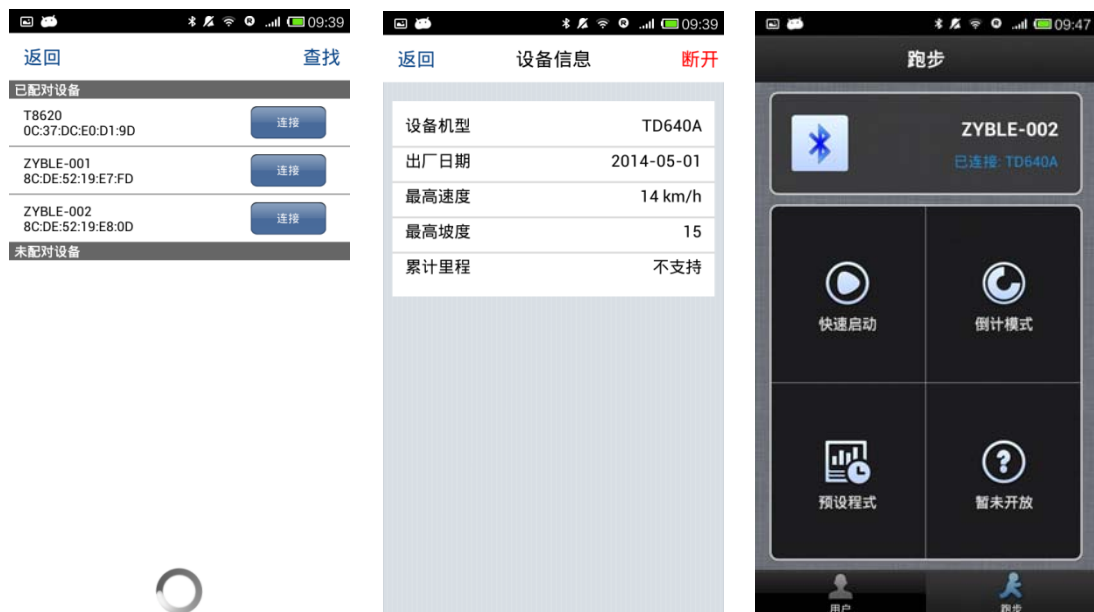 09:39
返回
查找
已配对设备
T8620
0C:37:DC:E0:D1:9D
连接
ZYBLE-001
8C:DE:52:19:E7:FD
连接
ZYBLE-002
8C:DE:52:19:E8:0D
连接
未配对设备
09:39
返回
设备信息
断开
设备机型
TD640A
出厂日期
2014-05-01
最高速度
14 km/h
最高坡度
15
累计里程
不支持
09:47
跑步
ZYBLE-002
已连接: TD640A
快速启动
倒计模式
预设程式
暂未开放
用户
跑步